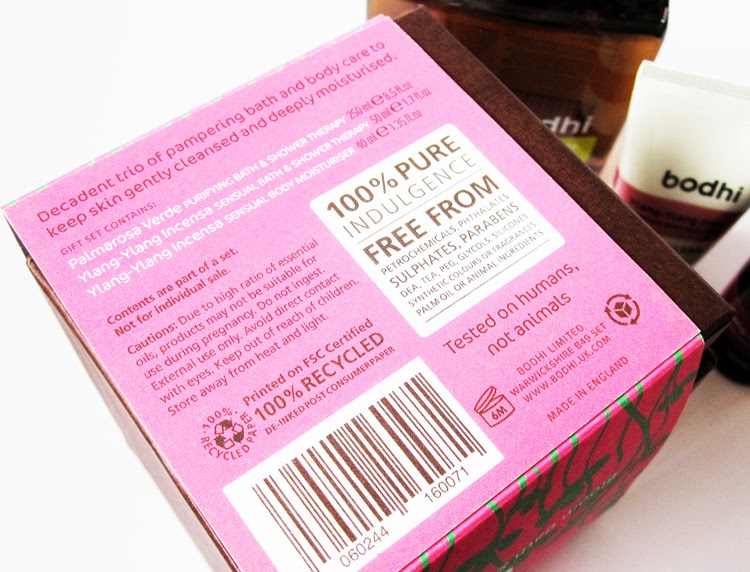 Decadent trio of pampering bath and body care to
keep skin gently cleansed and deeply moisturised.
GIFT SET CONTAINS:
Palmarosa Verde PURIFYING BATH & SHOWER THERAPY 250ml℮8.5fl.oz
Ylang-Ylang Incensa SENSUAL BATH & SHOWER THERAPY 50ml℮1.7fl.oz
Ylang-Ylang Incensa SENSUAL BODY MOISTURISER 40ml℮1.35fl.oz
Contents are part of a set.
Not for individual sale.
Cautions: Due to high ratio of essential
oils, products may not be suitable for
use during pregnancy. Do not ingest.
External use only. Avoid direct contact
with eyes. Keep out of reach of children.
Store away from heat and light.
100% PURE
INDULGENCE
FREE FROM
PETROCHEMICALS, PHTHALATES
SULPHATES, PARABENS
DEA, TEA, PEG, GLYCOLS, SILICONES
SYNTHETIC COLOURS OR FRAGRANCES
PALM OIL OR ANIMAL INGREDIENTS
Tested on humans,
not animals
100%
RECYCLED PAPER
Printed on FSC Certified
100% RECYCLED
DE-INKED POST CONSUMER PAPER
6M
BODHI LIMITED
WARWICKSHIRE B49 5ET
WWW.BODHI-UK.COM
MADE IN ENGLAND
060244 160071
bodhi